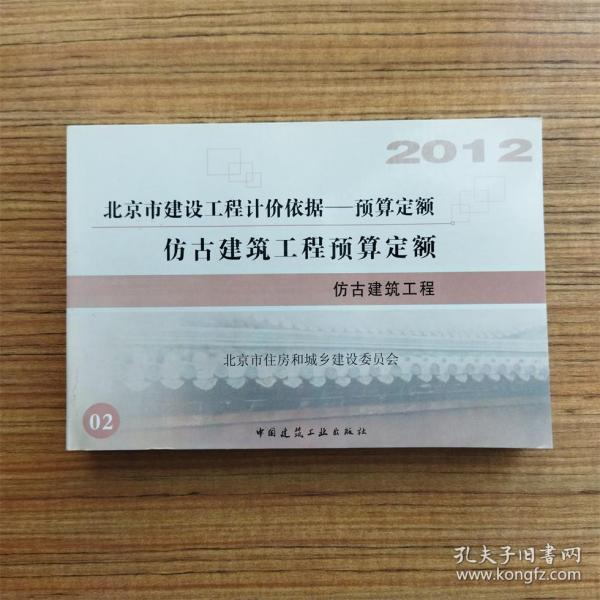 2012
北京市建设工程计价依据——预算定额
仿古建筑工程预算定额
仿古建筑工程
北京市住房和城乡建设委员会
02
中国建筑工业出版社
孔夫子旧书网
www.kongfz.com